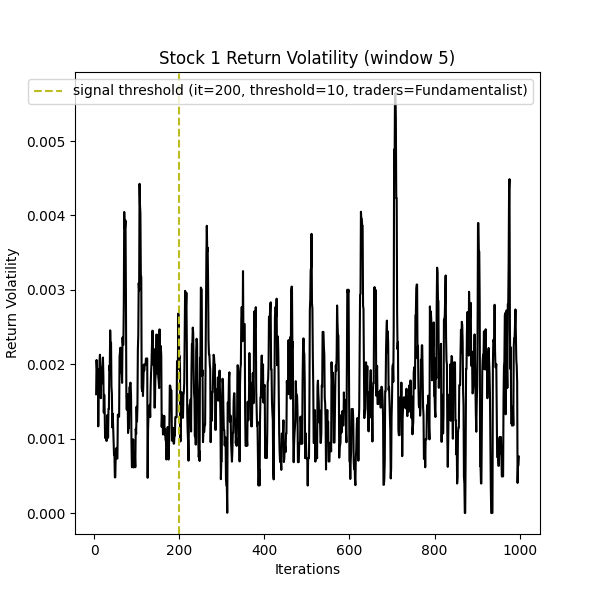 Stock 1 Return Volatility (window 5)
signal threshold (it=200, threshold=10, traders=Fundamentalist)
Return Volatility
0.005
0.004
0.003
0.002
0.001
0.000
0 200 400 600 800 1000
Iterations